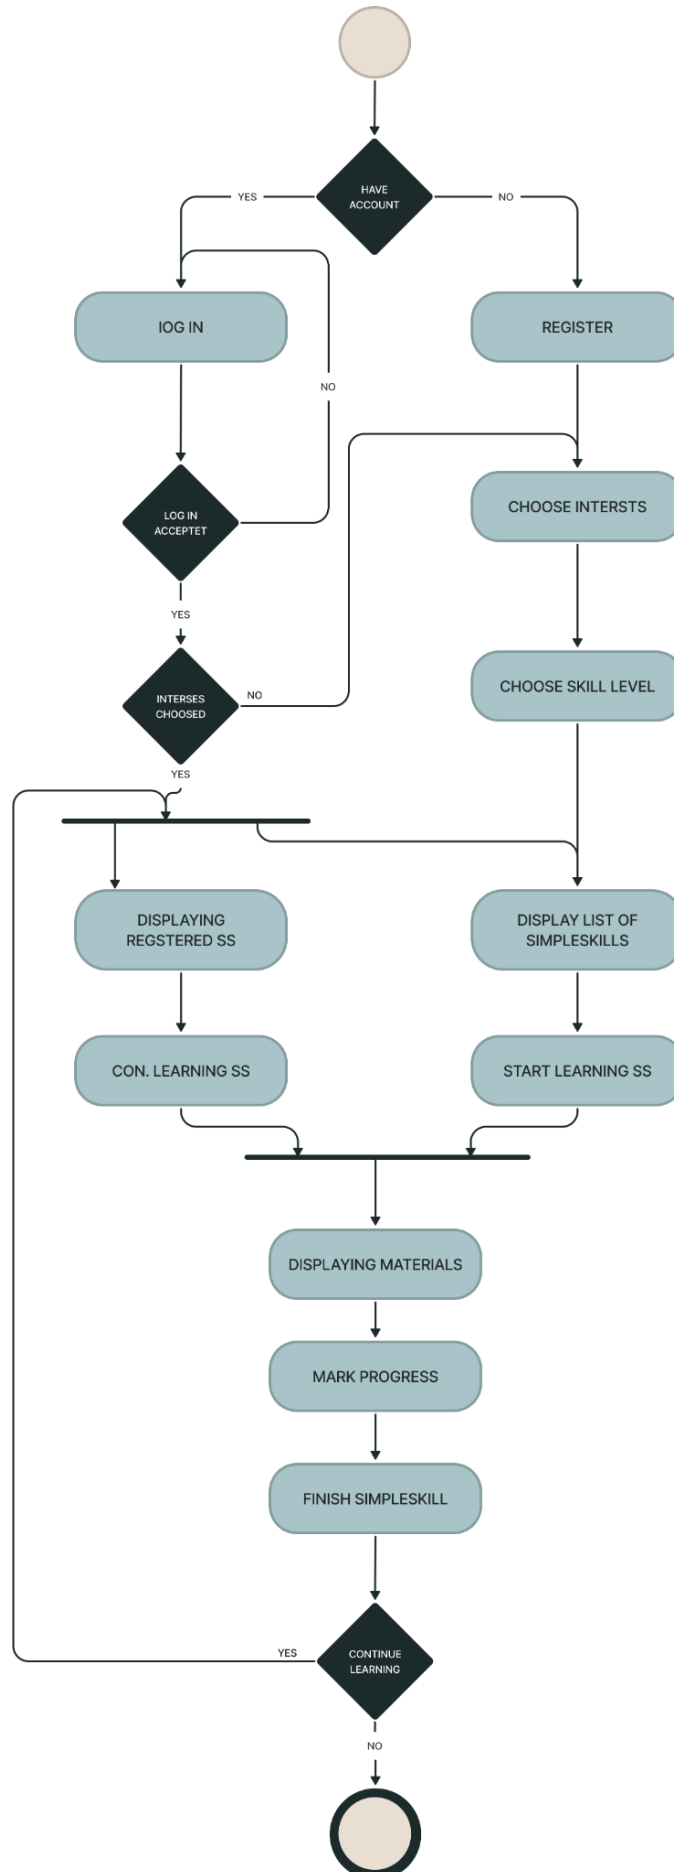 HAVE
ACCOUNT
YES
NO
lOG IN
REGISTER
NO
CHOOSE INTERSTS
LOG IN
ACCEPTET
YES
CHOOSE SKILL LEVEL
INTERSES
CHOOSED
NO
YES
DISPLAYING
REGSTERED SS
DISPLAY LIST OF
SIMPLESKILLS
CON. LEARNING SS
START LEARNING SS
DISPLAYING MATERIALS
MARK PROGRESS
FINISH SIMPLESKILL
YES
CONTINUE
LEARNING
NO